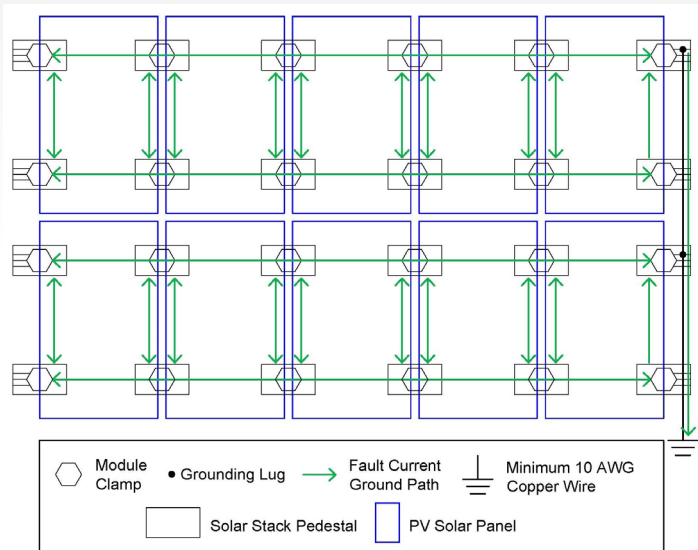 Module
Clamp
Grounding Lug
Fault Current
Ground Path
Minimum 10 AWG
Copper Wire
Solar Stack Pedestal
PV Solar Panel